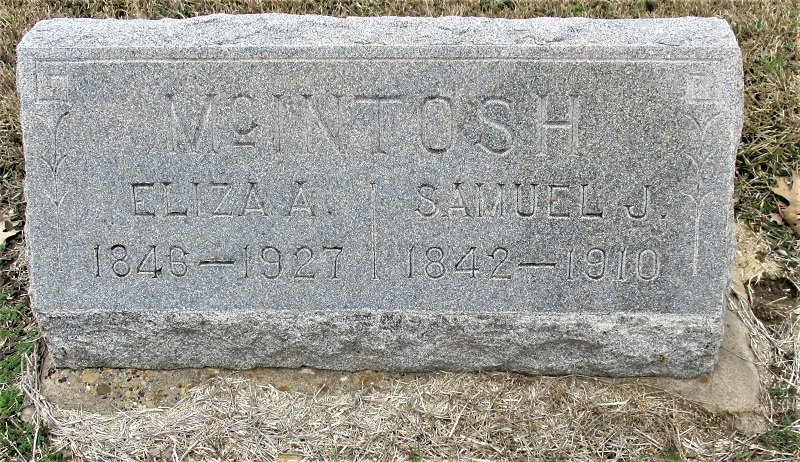 McINTOSH
ELIZA A. SAMUEL J.
1846—1927 1842—1910